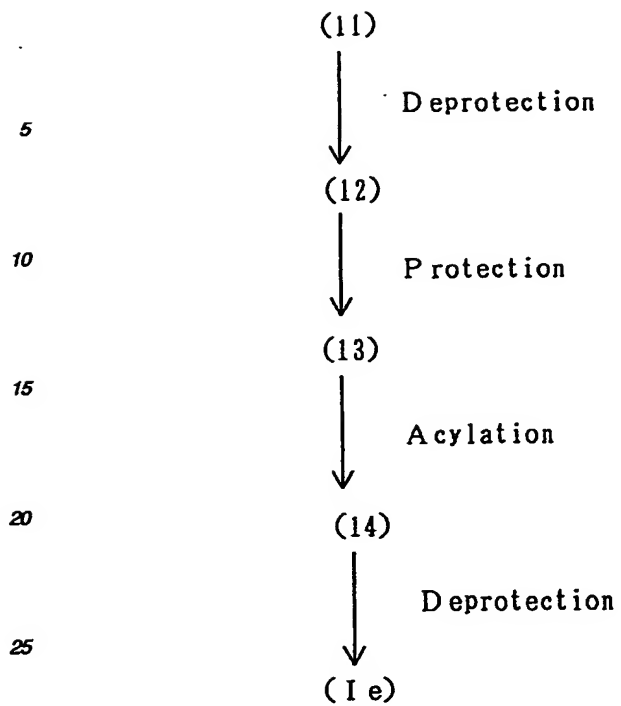 (11)
Deprotection
5
(12)
10
Protection
(13)
15
Acylation
20
(14)
Deprotection
25
(Ie)